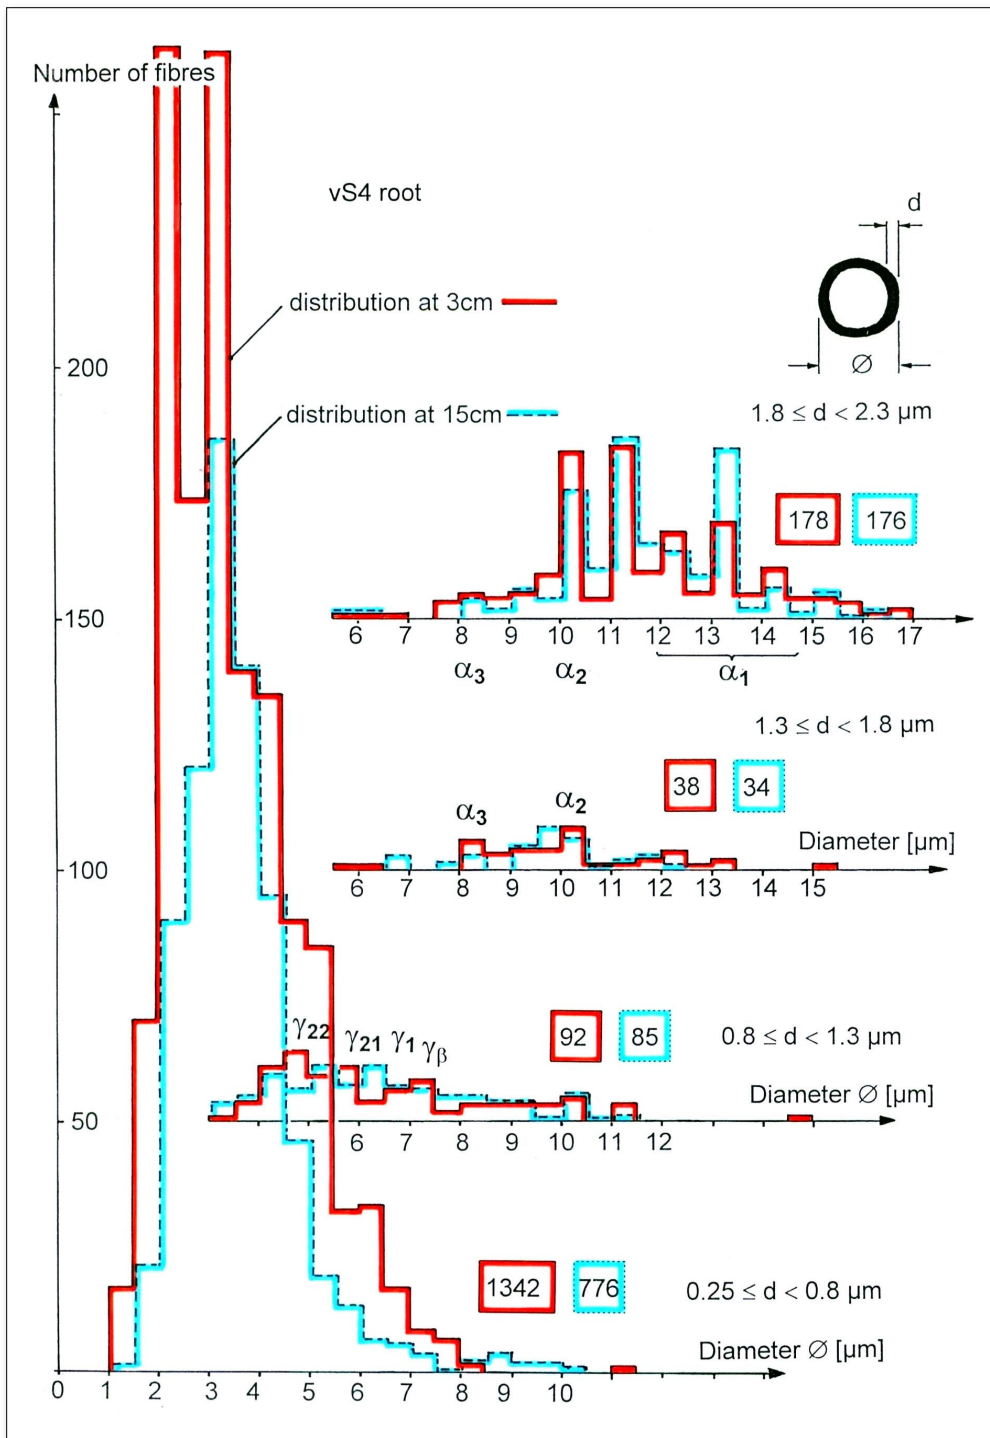 Number of fibres
vS4 root
d
distribution at 3cm
Ø
200
distribution at 15cm
1.8 ≤ d < 2.3 µm
178 176
150
6 7 8 9 10 11 12 13 14 15 16 17
α3 α2 α1
1.3 ≤ d < 1.8 µm
38 34
α3 α2
Diameter [µm]
100
6 7 8 9 10 11 12 13 14 15
γ22 γ21 γ1 γβ
92 85
0.8 ≤ d < 1.3 µm
Diameter Ø [µm]
50
6 7 8 9 10 12
1342 776
0.25 ≤ d < 0.8 µm
Diameter Ø [µm]
0 1 2 3 4 5 6 7 8 9 10